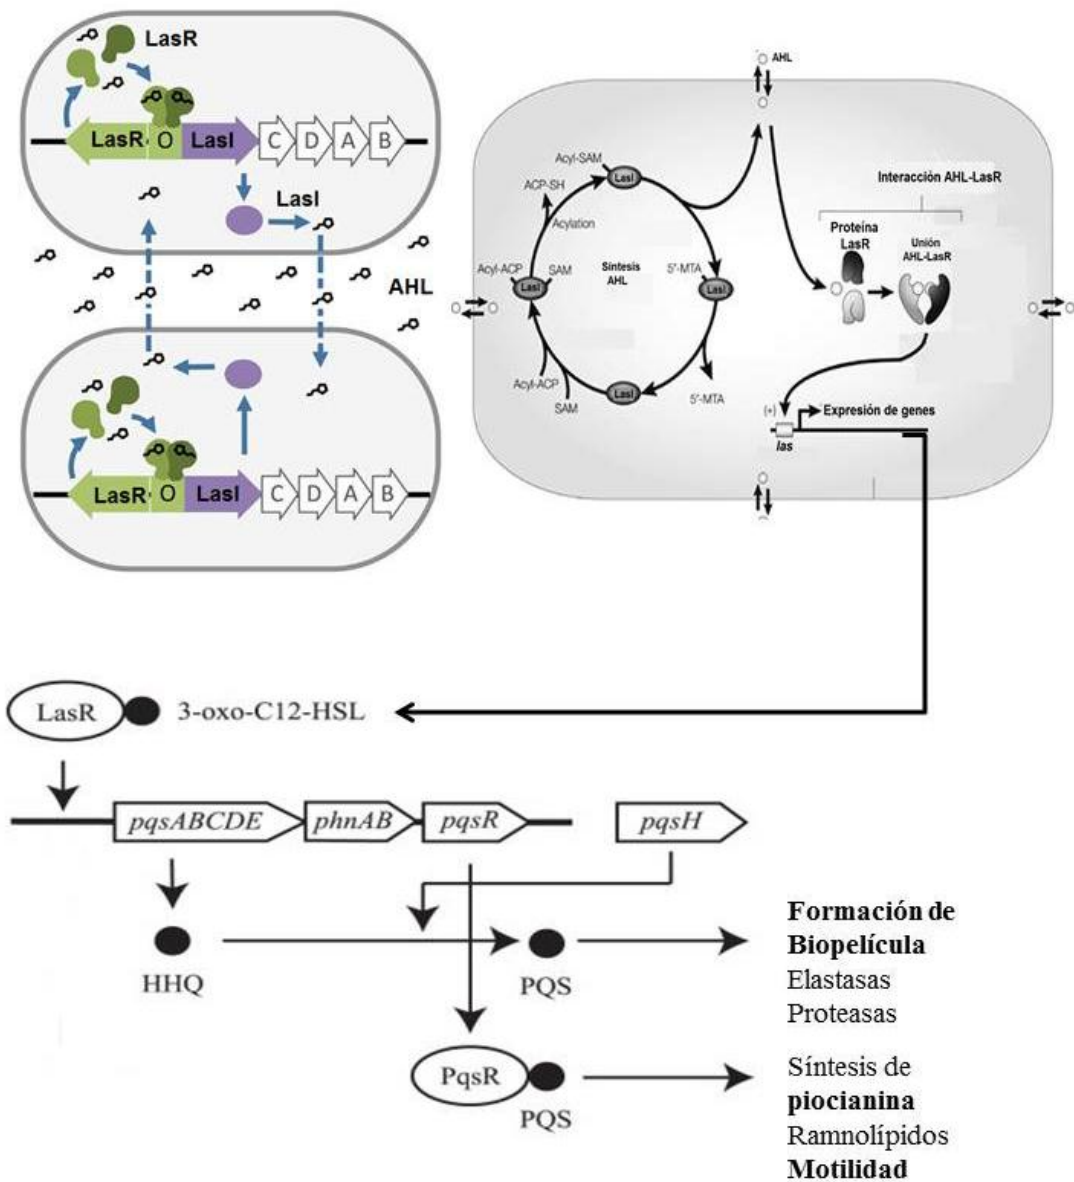 LasR
LasR
O
LasI
C
D
A
B
LasI
AHL
LasR
O
LasI
C
D
A
B
AHL
Acyl-SAM
LasI
ACP-SH
Acylation
Interacción AHL-LasR
Proteína
LasR
Unión
AHL-LasR
Acyl-ACP
SAM
LasI
Síntesis
AHL
5'-MTA
LasI
Acyl-ACP
SAM
LasI
5'-MTA
(+)
Expresión de genes
las
LasR
3-oxo-C12-HSL
pqsABCDE
phnAB
pqsR
pqsH
HHQ
PQS
Formación de
Biopelícula
Elastasas
Proteasas
PqsR
PQS
Síntesis de
piocianina
Ramnolípidos
Motilidad